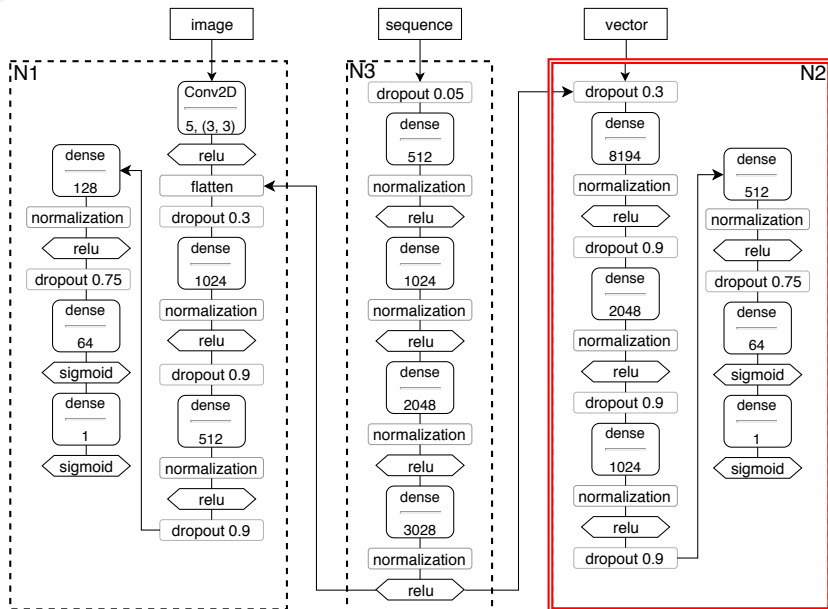 image
sequence
vector
N1
Conv2D
5, (3, 3)
relu
flatten
dropout 0.3
dense
1024
normalization
relu
dropout 0.9
dense
512
normalization
relu
dropout 0.9
dense
128
normalization
relu
dropout 0.75
dense
64
sigmoid
dense
1
sigmoid
N3
dropout 0.05
dense
512
normalization
relu
dense
1024
normalization
relu
dense
2048
normalization
relu
dense
3028
normalization
relu
N2
dropout 0.3
dense
8194
normalization
relu
dropout 0.9
dense
2048
normalization
relu
dropout 0.9
dense
1024
normalization
relu
dropout 0.9
dense
512
normalization
relu
dropout 0.75
dense
64
sigmoid
dense
1
sigmoid